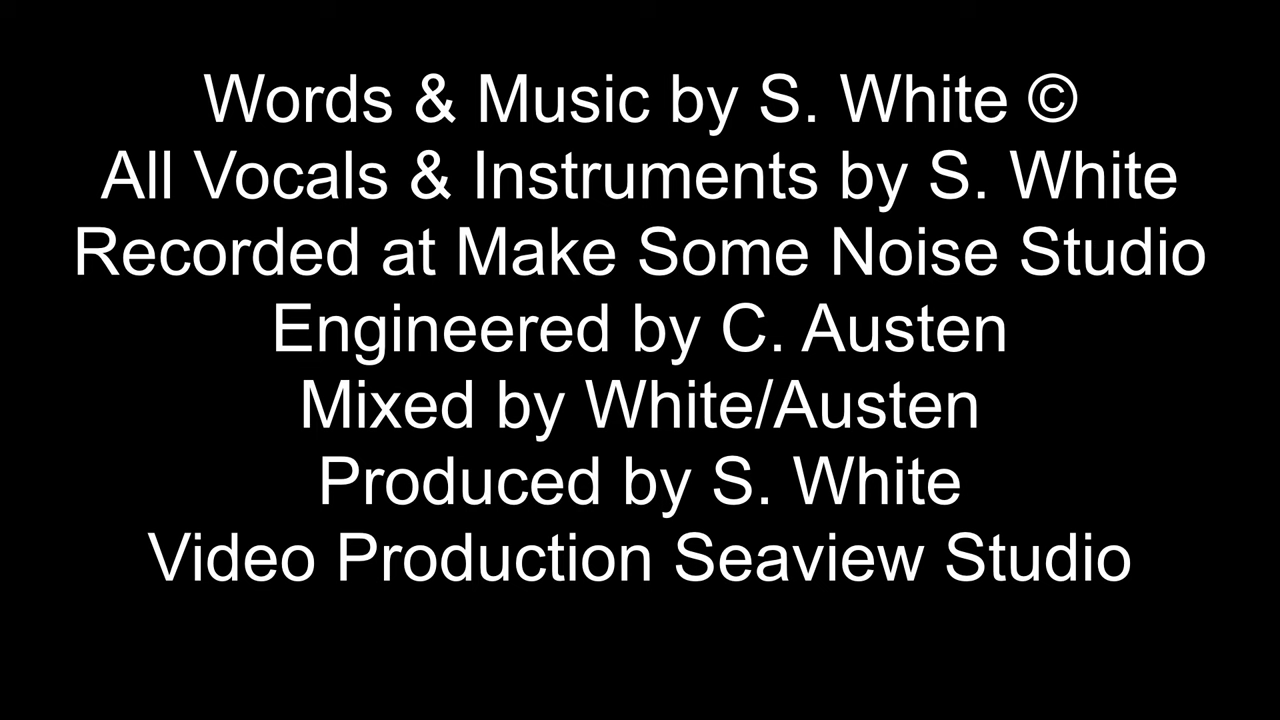 Words & Music by S. White ©
All Vocals & Instruments by S. White
Recorded at Make Some Noise Studio
Engineered by C. Austen
Mixed by White/Austen
Produced by S. White
Video Production Seaview Studio